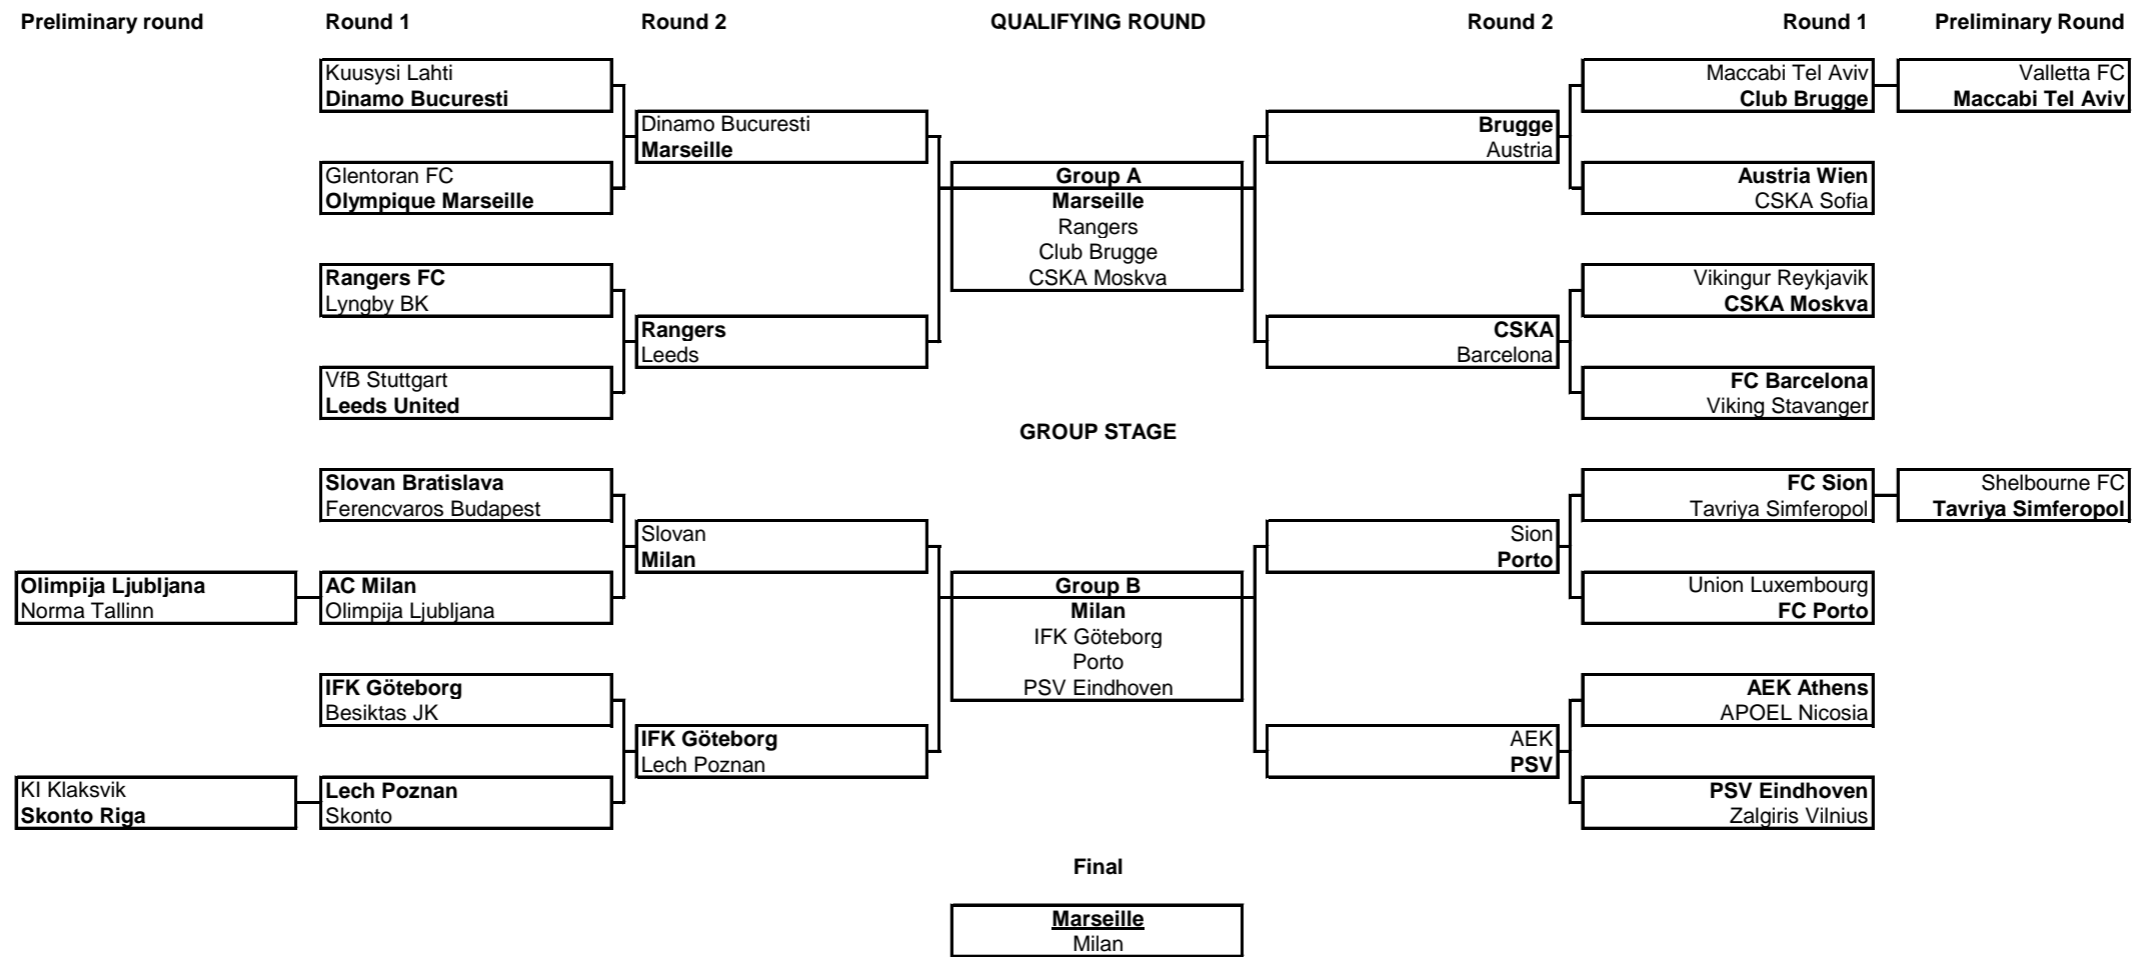 Preliminary round
Round 1
Round 2
QUALIFYING ROUND
Round 2
Round 1
Preliminary Round
Kuusysi Lahti
Dinamo Bucuresti
Dinamo Bucuresti
Marseille
Glentoran FC
Olympique Marseille
Rangers FC
Lyngby BK
Rangers
Leeds
VfB Stuttgart
Leeds United
Group A
Marseille
Rangers
Club Brugge
CSKA Moskva
Brugge
Austria
Maccabi Tel Aviv
Club Brugge
Valletta FC
Maccabi Tel Aviv
Austria Wien
CSKA Sofia
Vikingur Reykjavik
CSKA Moskva
CSKA
Barcelona
FC Barcelona
Viking Stavanger
GROUP STAGE
Slovan Bratislava
Ferencvaros Budapest
Slovan
Milan
Olimpija Ljubljana
Norma Tallinn
AC Milan
Olimpija Ljubljana
IFK Göteborg
Besiktas JK
IFK Göteborg
Lech Poznan
KI Klaksvik
Skonto Riga
Lech Poznan
Skonto
Group B
Milan
IFK Göteborg
Porto
PSV Eindhoven
Sion
Porto
FC Sion
Tavriya Simferopol
Shelbourne FC
Tavriya Simferopol
Union Luxembourg
FC Porto
AEK Athens
APOEL Nicosia
AEK
PSV
PSV Eindhoven
Zalgiris Vilnius
Final
Marseille
Milan